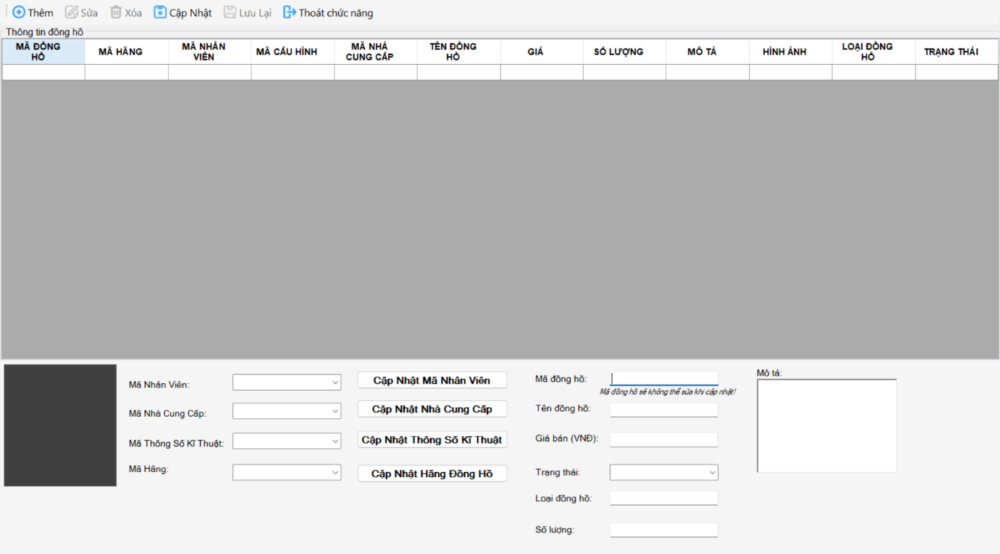 Thêm Sửa Xóa Cập Nhật Lưu Lại Thoát chức năng
Thông tin đồng hồ
MÃ ĐỒNG HỒ
MÃ HÃNG
MÃ NHÂN VIÊN
MÃ CẤU HÌNH
MÃ NHÀ CUNG CẤP
TÊN ĐỒNG HỒ
GIÁ
SỐ LƯỢNG
MÔ TẢ
HÌNH ẢNH
LOẠI ĐỒNG HỒ
TRẠNG THÁI
Mã Nhân Viên:
Cập Nhật Mã Nhân Viên
Mã Nhà Cung Cấp:
Cập Nhật Nhà Cung Cấp
Mã Thông Số Kĩ Thuật:
Cập Nhật Thông Số Kĩ Thuật
Mã Hãng:
Cập Nhật Hãng Đồng Hồ
Mã đồng hồ:
Mã đồng hồ sẽ không thể sửa khi cập nhật!
Tên đồng hồ:
Giá bán (VNĐ):
Trạng thái:
Loại đồng hồ:
Số lượng:
Mô tả: